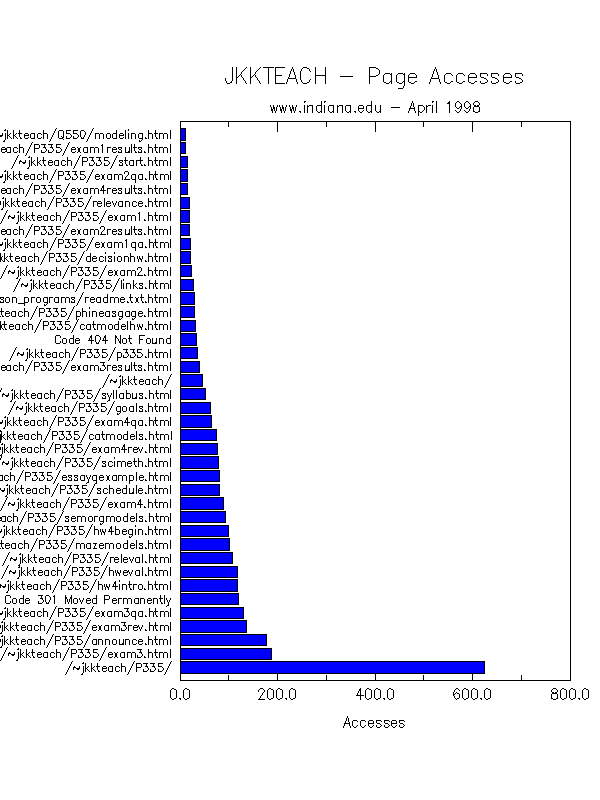 JKKTEACH – Page Accesses
www.indiana.edu – April 1998
~jkkteach/Q550/modeling.html
each/P335/exam1results.html
/~jkkteach/P335/start.html
~jkkteach/P335/exam2qa.html
each/P335/exam4results.html
jkkteach/P335/relevance.html
/~jkkteach/P335/exam1.html
each/P335/exam2results.html
~jkkteach/P335/exam1qa.html
kkteach/P335/decisionhw.html
/~jkkteach/P335/exam2.html
/~jkkteach/P335/links.html
son_programs/readme.txt.html
teach/P335/phineasgage.html
kteach/P335/catmodelhw.html
Code 404 Not Found
/~jkkteach/P335/p335.html
each/P335/exam3results.html
/~jkkteach/
/~jkkteach/P335/syllabus.html
/~jkkteach/P335/goals.html
~jkkteach/P335/exam4qa.html
kkteach/P335/catmodels.html
jkkteach/P335/exam4rev.html
/~jkkteach/P335/scimeth.html
ach/P335/essayqexample.html
~jkkteach/P335/schedule.html
/~jkkteach/P335/exam4.html
ach/P335/semorgmodels.html
~jkkteach/P335/hw4begin.html
teach/P335/mazemodels.html
/~jkkteach/P335/releval.html
/~jkkteach/P335/hweval.html
~jkkteach/P335/hw4intro.html
Code 301 Moved Permanently
~jkkteach/P335/exam3qa.html
jkkteach/P335/exam3rev.html
~jkkteach/P335/announce.html
/~jkkteach/P335/exam3.html
/~jkkteach/P335/
0.0 200.0 400.0 600.0 800.0
Accesses